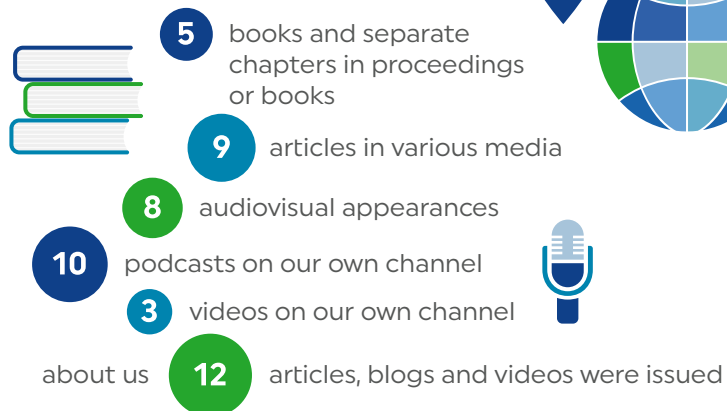 5 books and separate
chapters in proceedings
or books
9 articles in various media
8 audiovisual appearances
10 podcasts on our own channel
3 videos on our own channel
about us 12 articles, blogs and videos were issued